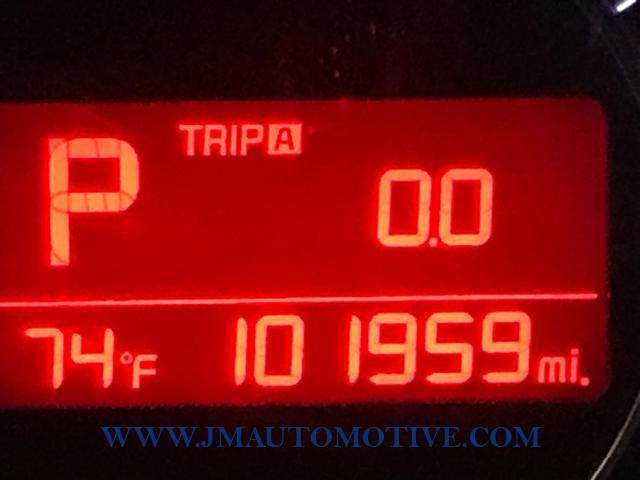 TRIP A
P 0.0
74°F 101959 mi.
WWW.JMAUTOMOTIVE.COM